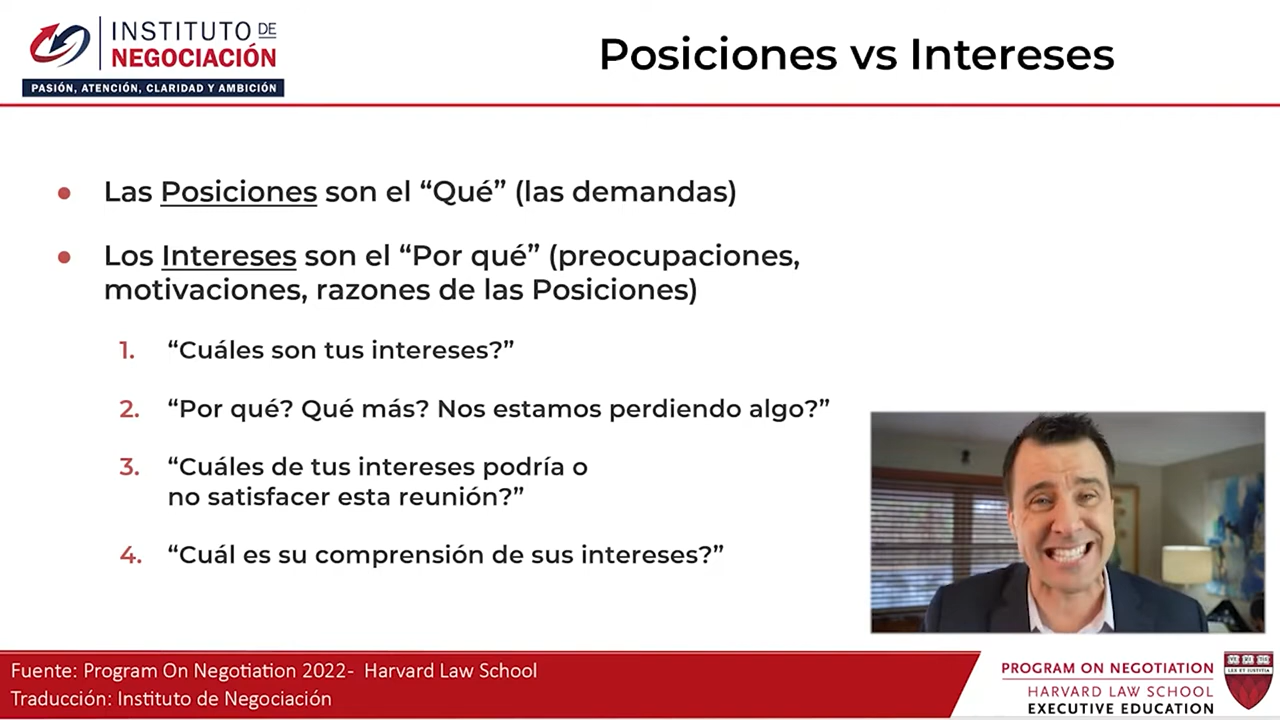 INSTITUTO DE
NEGOCIACIÓN
PASIÓN, ATENCIÓN, CLARIDAD Y AMBICIÓN
Posiciones vs Intereses
● Las Posiciones son el “Qué” (las demandas)
● Los Intereses son el “Por qué” (preocupaciones,
motivaciones, razones de las Posiciones)
1. “Cuáles son tus intereses?”
2. “Por qué? Qué más? Nos estamos perdiendo algo?”
3. “Cuáles de tus intereses podría o
no satisfacer esta reunión?”
4. “Cuál es su comprensión de sus intereses?”
Fuente: Program On Negotiation 2022- Harvard Law School
Traducción: Instituto de Negociación
PROGRAM ON NEGOTIATION
HARVARD LAW SCHOOL
EXECUTIVE EDUCATION
LEX ET IUSTITIA